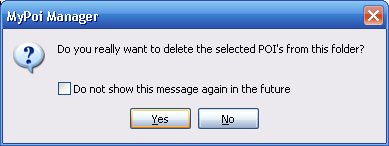 MyPoi Manager
Do you really want to delete the selected POI's from this folder?
Do not show this message again in the future
Yes No